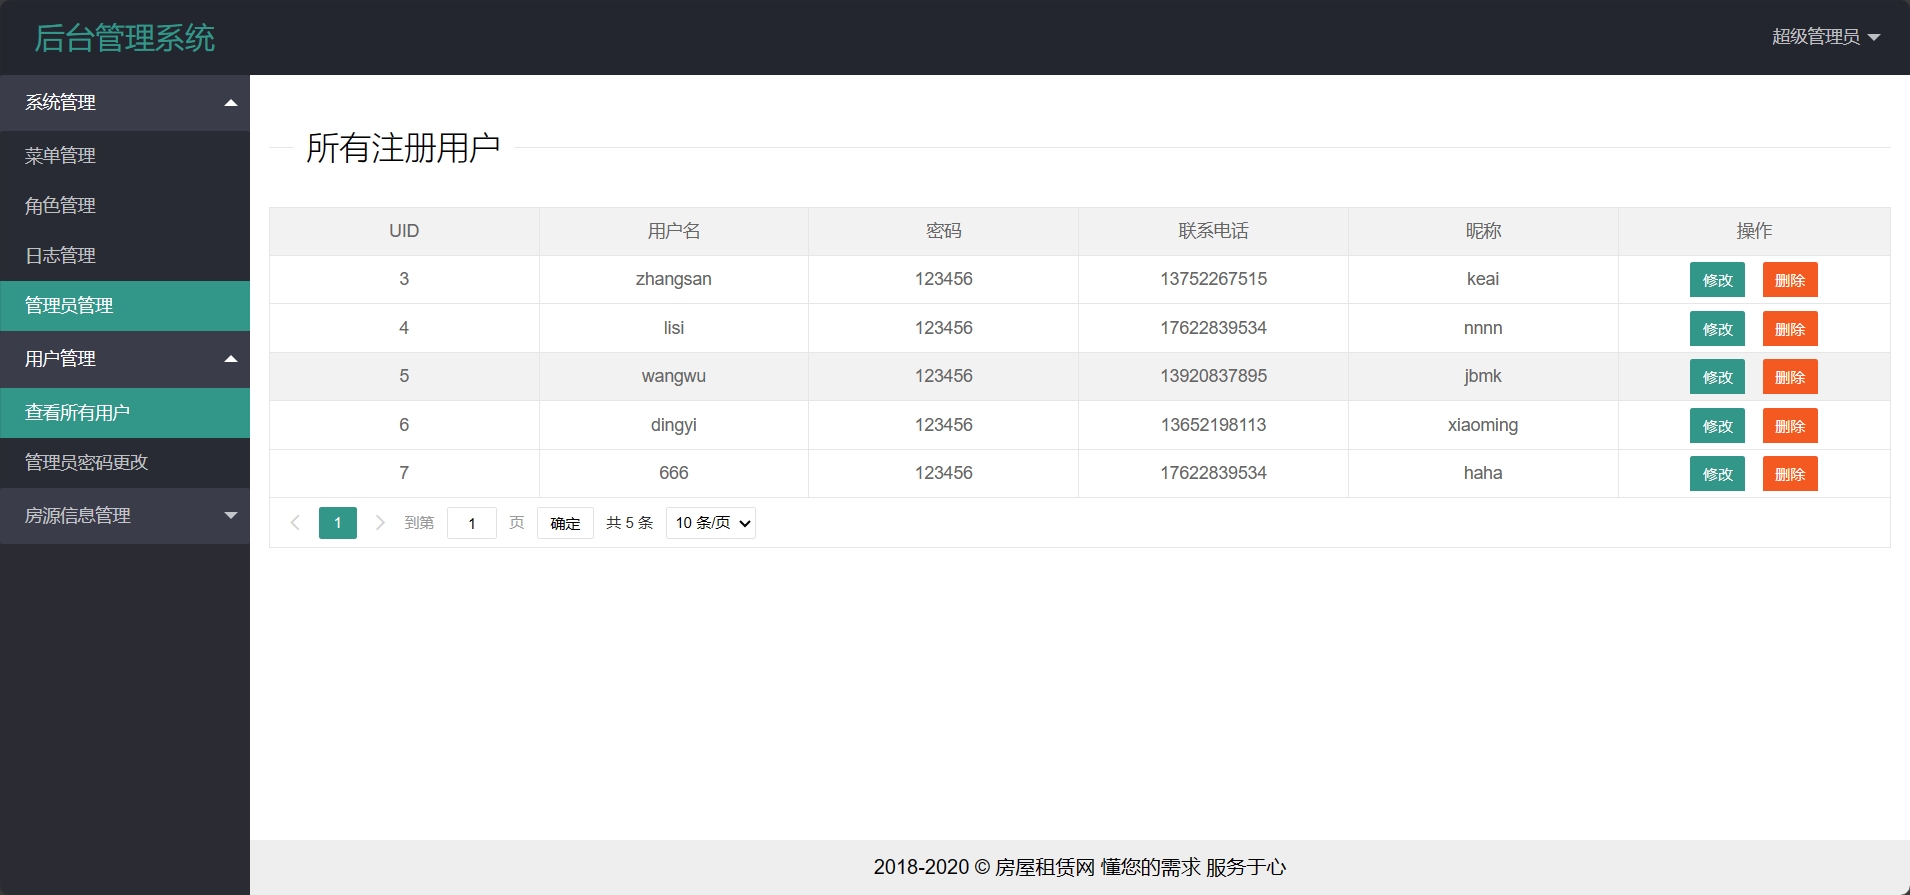 后台管理系统
超级管理员
系统管理
菜单管理
角色管理
日志管理
管理员管理
用户管理
查看所有用户
管理员密码更改
房源信息管理
所有注册用户
UID 用户名 密码 联系电话 昵称 操作
3 zhangsan 123456 13752267515 keai 修改 删除
4 lisi 123456 17622839534 nnnn 修改 删除
5 wangwu 123456 13920837895 jbmk 修改 删除
6 dingyi 123456 13652198113 xiaoming 修改 删除
7 666 123456 17622839534 haha 修改 删除
1 到第 1 页 确定 共 5 条 10 条/页
2018-2020 © 房屋租赁网 懂您的需求 服务于心